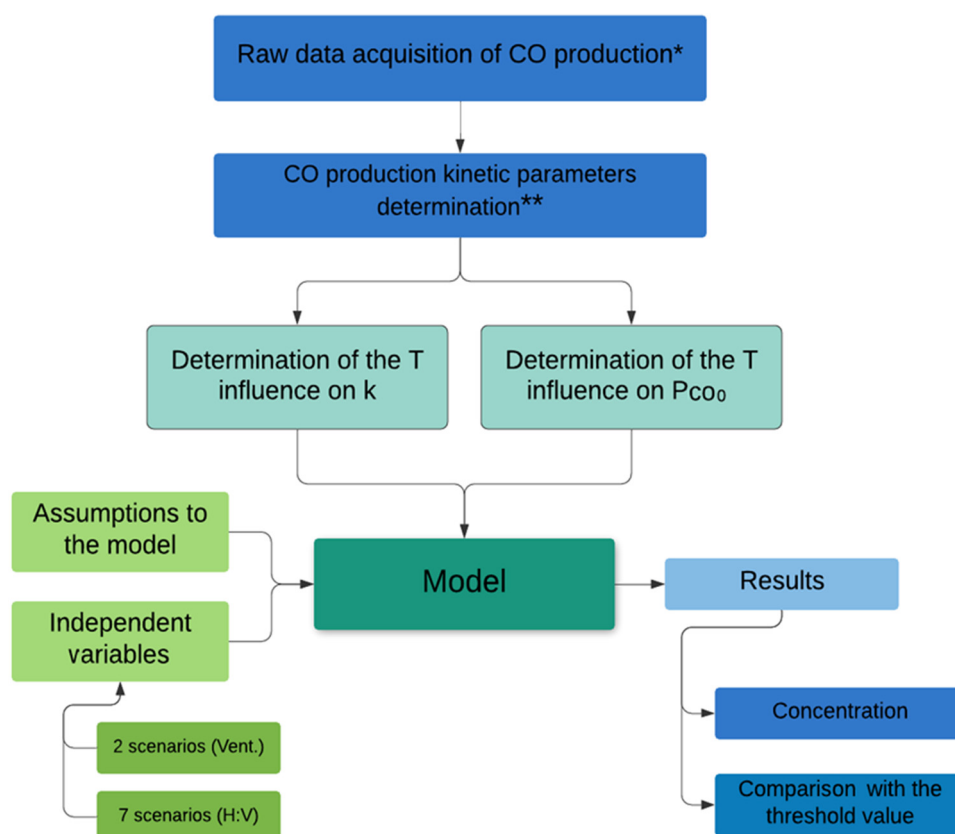 Raw data acquisition of CO production*
CO production kinetic parameters
determination**
Determination of the T
influence on k
Determination of the T
influence on Pco₀
Assumptions to
the model
Model
Results
Independent
variables
2 scenarios (Vent.)
7 scenarios (H:V)
Concentration
Comparison with the
threshold value